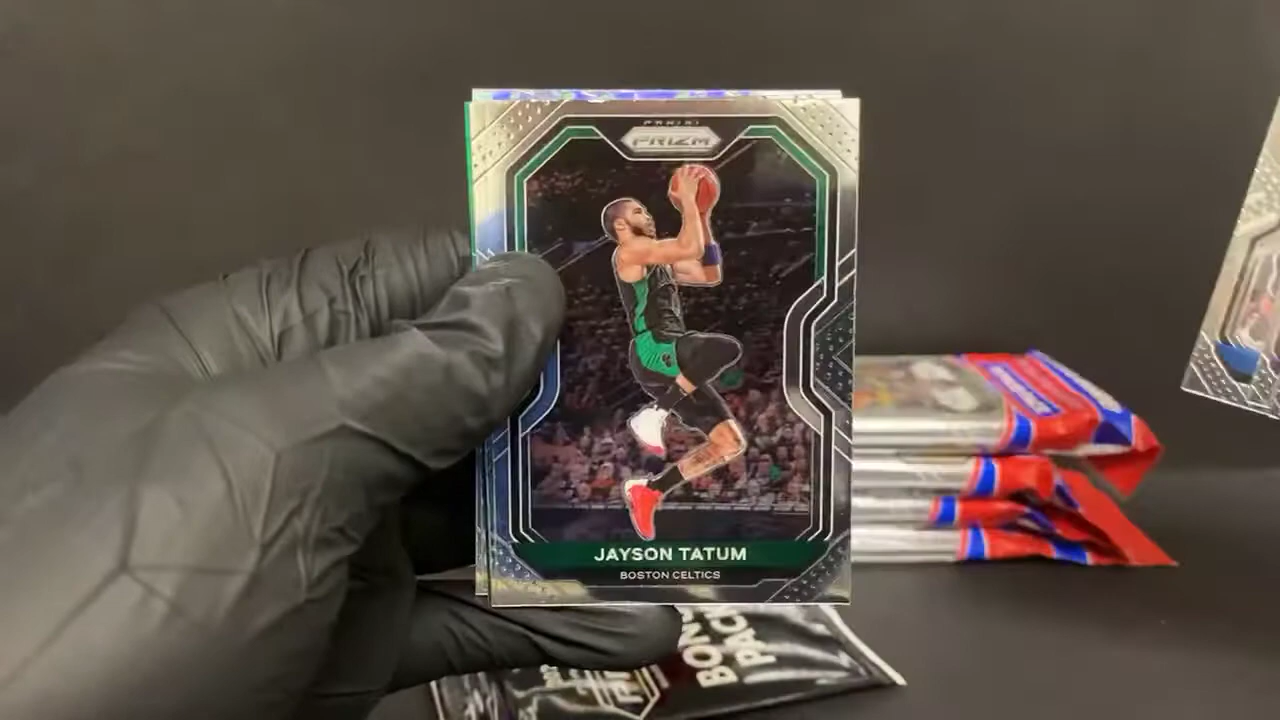 PANINI
PRIZM
JAYSON TATUM
BOSTON CELTICS
BONUS
PACK